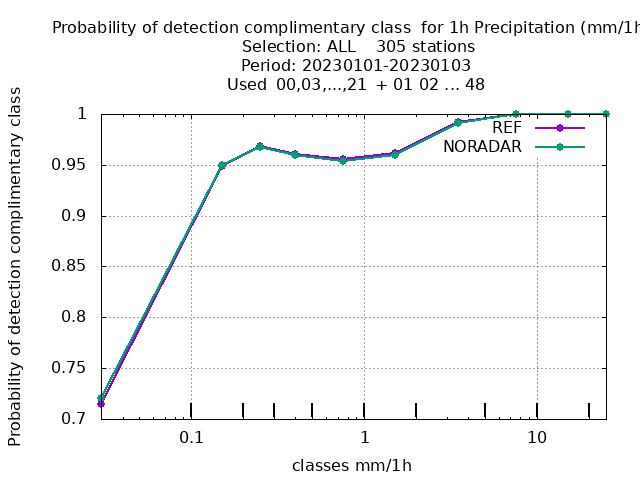 Probability of detection complimentary class  for 1h Precipitation (mm/1h
Selection: ALL    305 stations
Period: 20230101-20230103
Used  00,03,...,21  + 01 02 ... 48
Probability of detection complimentary class
1
0.95
0.9
0.85
0.8
0.75
0.7
REF
NORADAR
0.1
1
10
classes mm/1h